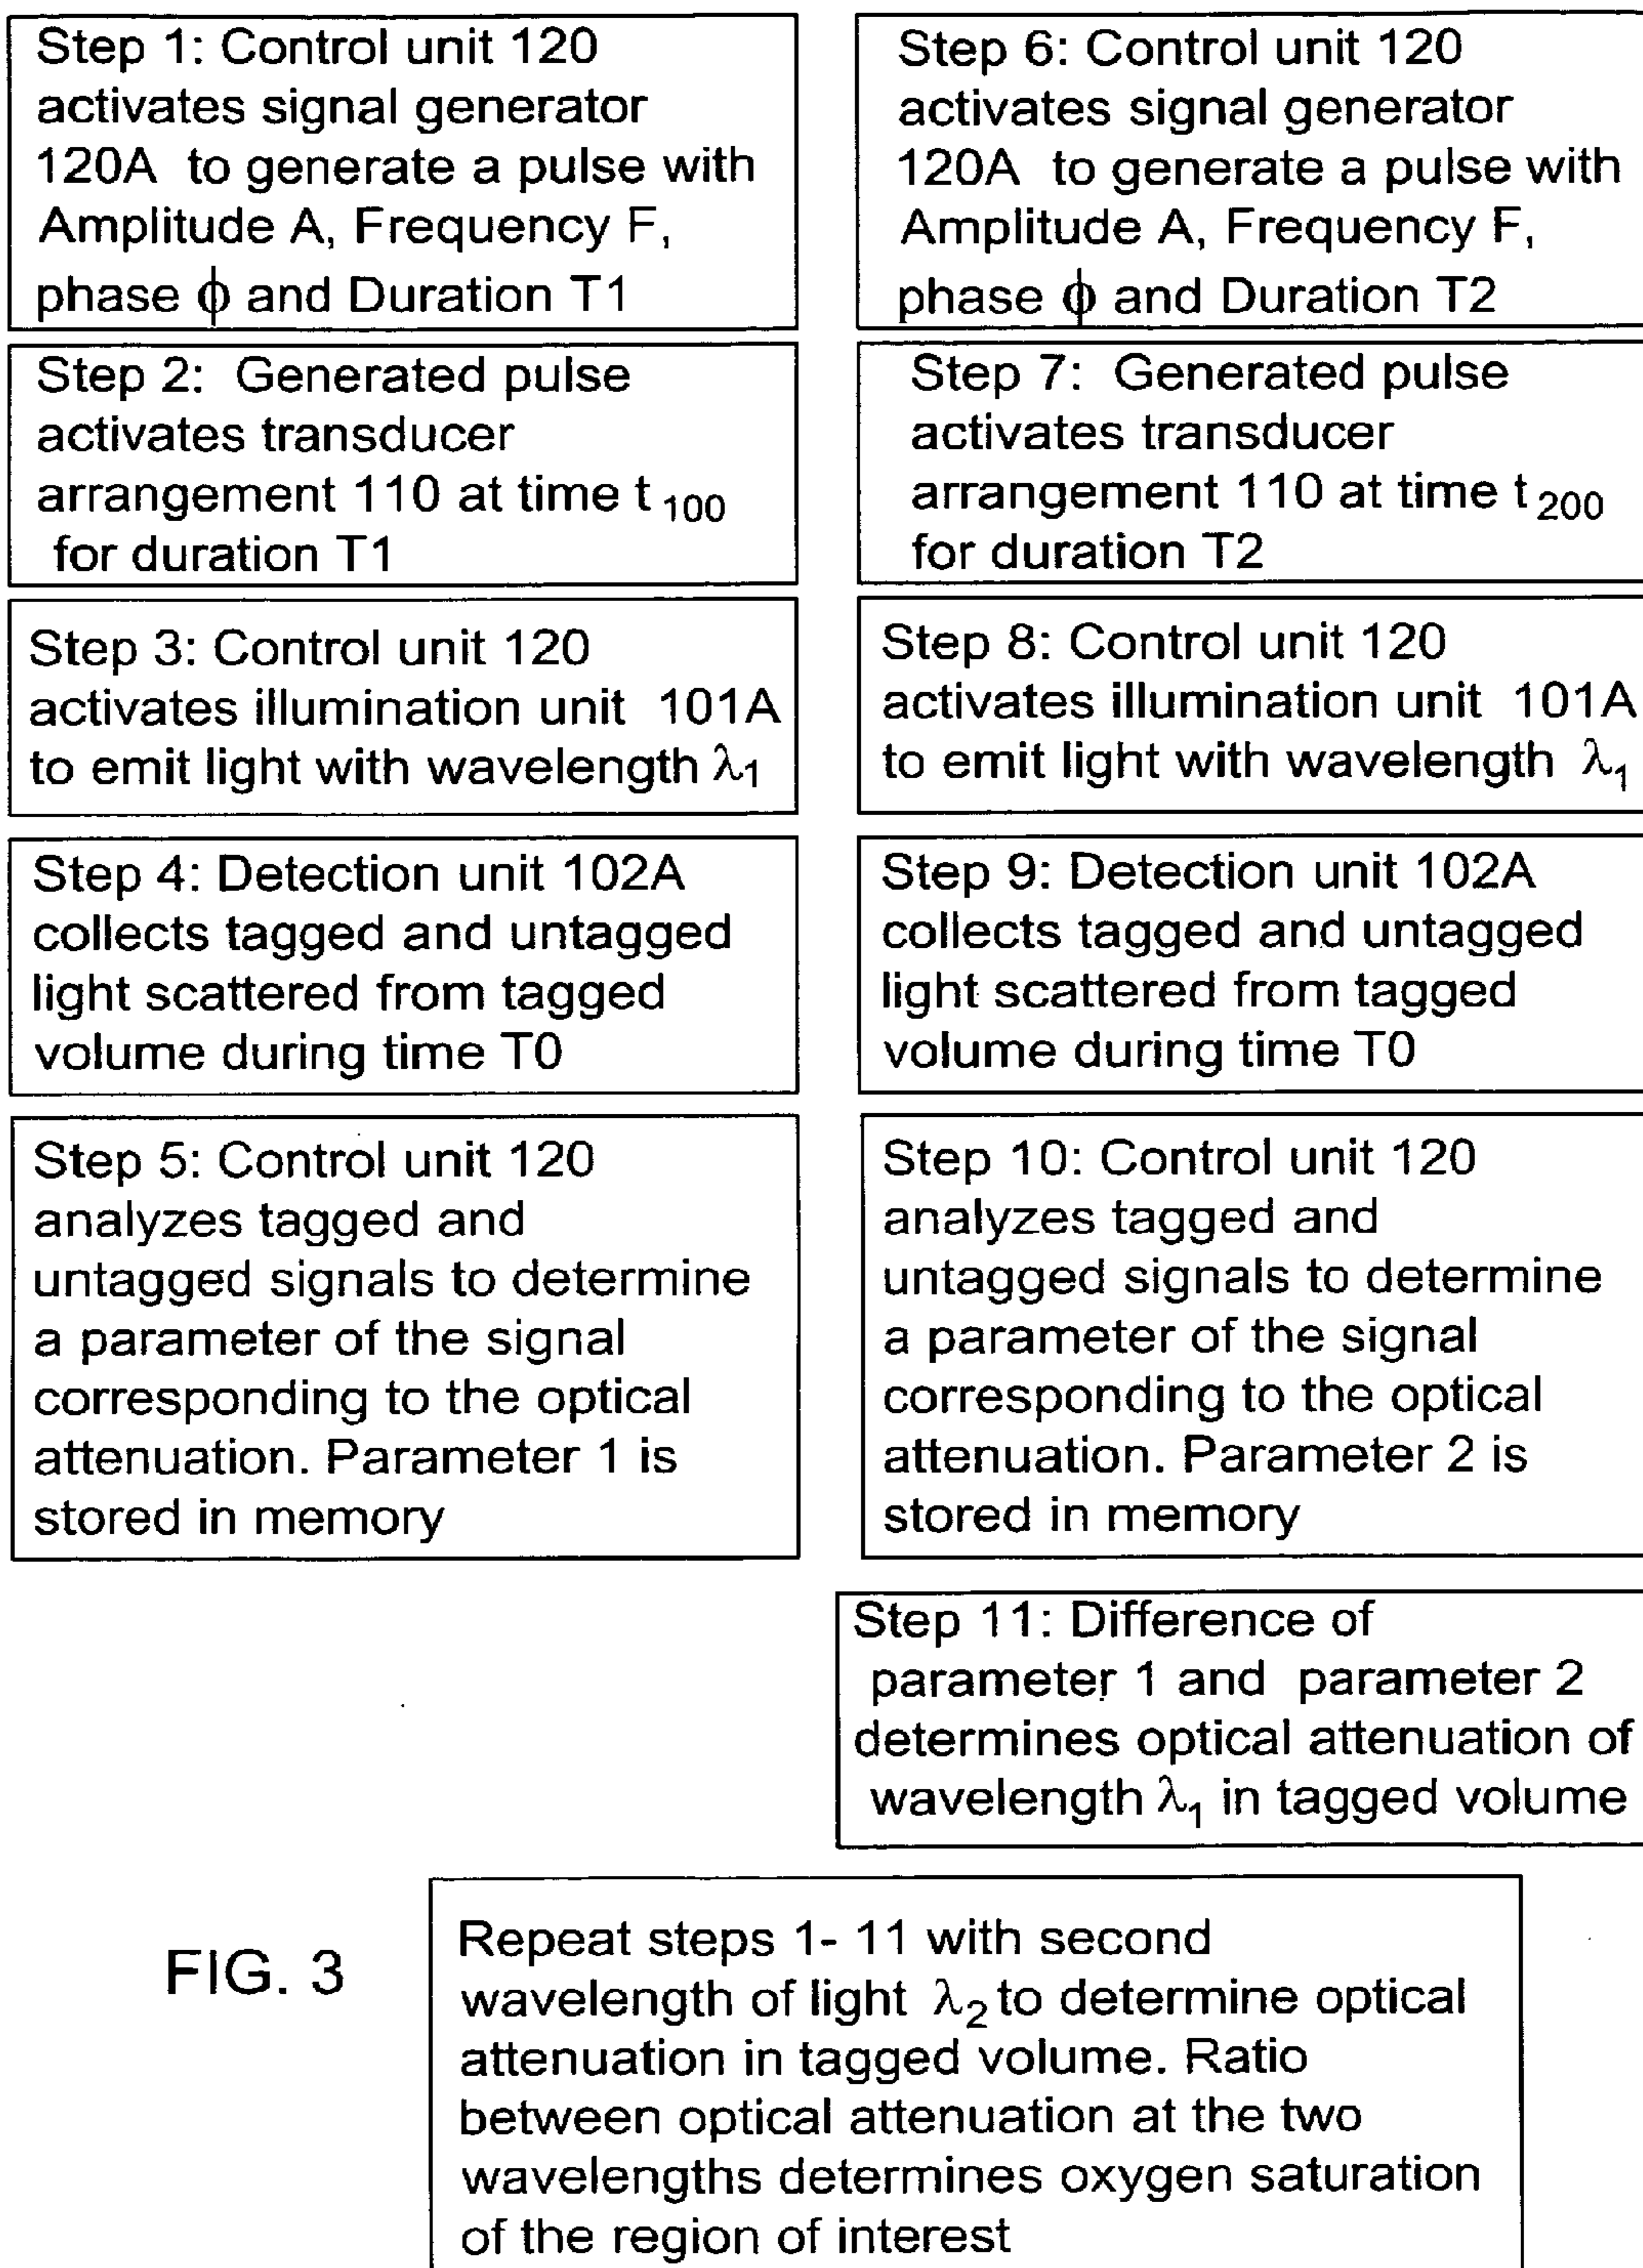 Step 1: Control unit 120
activates signal generator
120A to generate a pulse with
Amplitude A, Frequency F,
phase ϕ and Duration T1
Step 2: Generated pulse
activates transducer
arrangement 110 at time t 100
for duration T1
Step 3: Control unit 120
activates illumination unit 101A
to emit light with wavelength λ1
Step 4: Detection unit 102A
collects tagged and untagged
light scattered from tagged
volume during time T0
Step 5: Control unit 120
analyzes tagged and
untagged signals to determine
a parameter of the signal
corresponding to the optical
attenuation. Parameter 1 is
stored in memory
Step 6: Control unit 120
activates signal generator
120A to generate a pulse with
Amplitude A, Frequency F,
phase ϕ and Duration T2
Step 7: Generated pulse
activates transducer
arrangement 110 at time t 200
for duration T2
Step 8: Control unit 120
activates illumination unit 101A
to emit light with wavelength λ1
Step 9: Detection unit 102A
collects tagged and untagged
light scattered from tagged
volume during time T0
Step 10: Control unit 120
analyzes tagged and
untagged signals to determine
a parameter of the signal
corresponding to the optical
attenuation. Parameter 2 is
stored in memory
Step 11: Difference of
parameter 1 and parameter 2
determines optical attenuation of
wavelength λ1 in tagged volume
FIG. 3
Repeat steps 1- 11 with second
wavelength of light λ2 to determine optical
attenuation in tagged volume. Ratio
between optical attenuation at the two
wavelengths determines oxygen saturation
of the region of interest